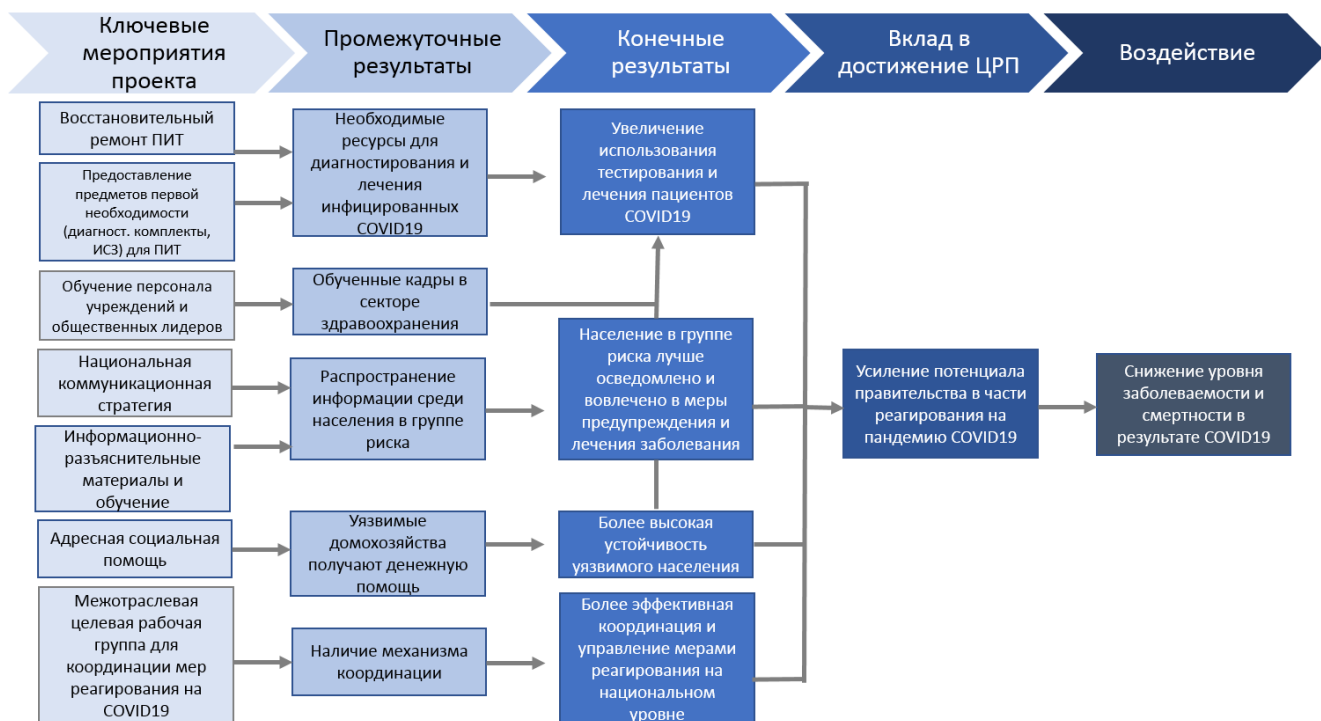 Ключевые
мероприятия
проекта
Промежуточные
результаты
Конечные
результаты
Вклад в
достижение ЦРП
Воздействие
Восстановительный
ремонт ПИТ
Предоставление
предметов первой
необходимости
(диагност. комплекты,
ИСЗ) для ПИТ
Обучение персонала
учреждений и
общественных лидеров
Национальная
коммуникационная
стратегия
Информационно-
разъяснительные
материалы и
обучение
Адресная социальная
помощь
Межотраслевая
целевая рабочая
группа для
координации мер
реагирования на
COVID19
Необходимые
ресурсы для
диагностирования и
лечения
инфицированных
COVID19
Обученные кадры в
секторе
здравоохранения
Распространение
информации среди
населения в группе
риска
Уязвимые
домохозяйства
получают денежную
помощь
Наличие механизма
координации
Увеличение
использования
тестирования и
лечения пациентов
COVID19
Население в группе
риска лучше
осведомлено и
вовлечено в меры
предупреждения и
лечения заболевания
Более высокая
устойчивость
уязвимого населения
Более эффективная
координация и
управление мерами
реагирования на
национальном
уровне
Усиление потенциала
правительства в части
реагирования на
пандемию COVID19
Снижение уровня
заболеваемости и
смертности в
результате COVID19